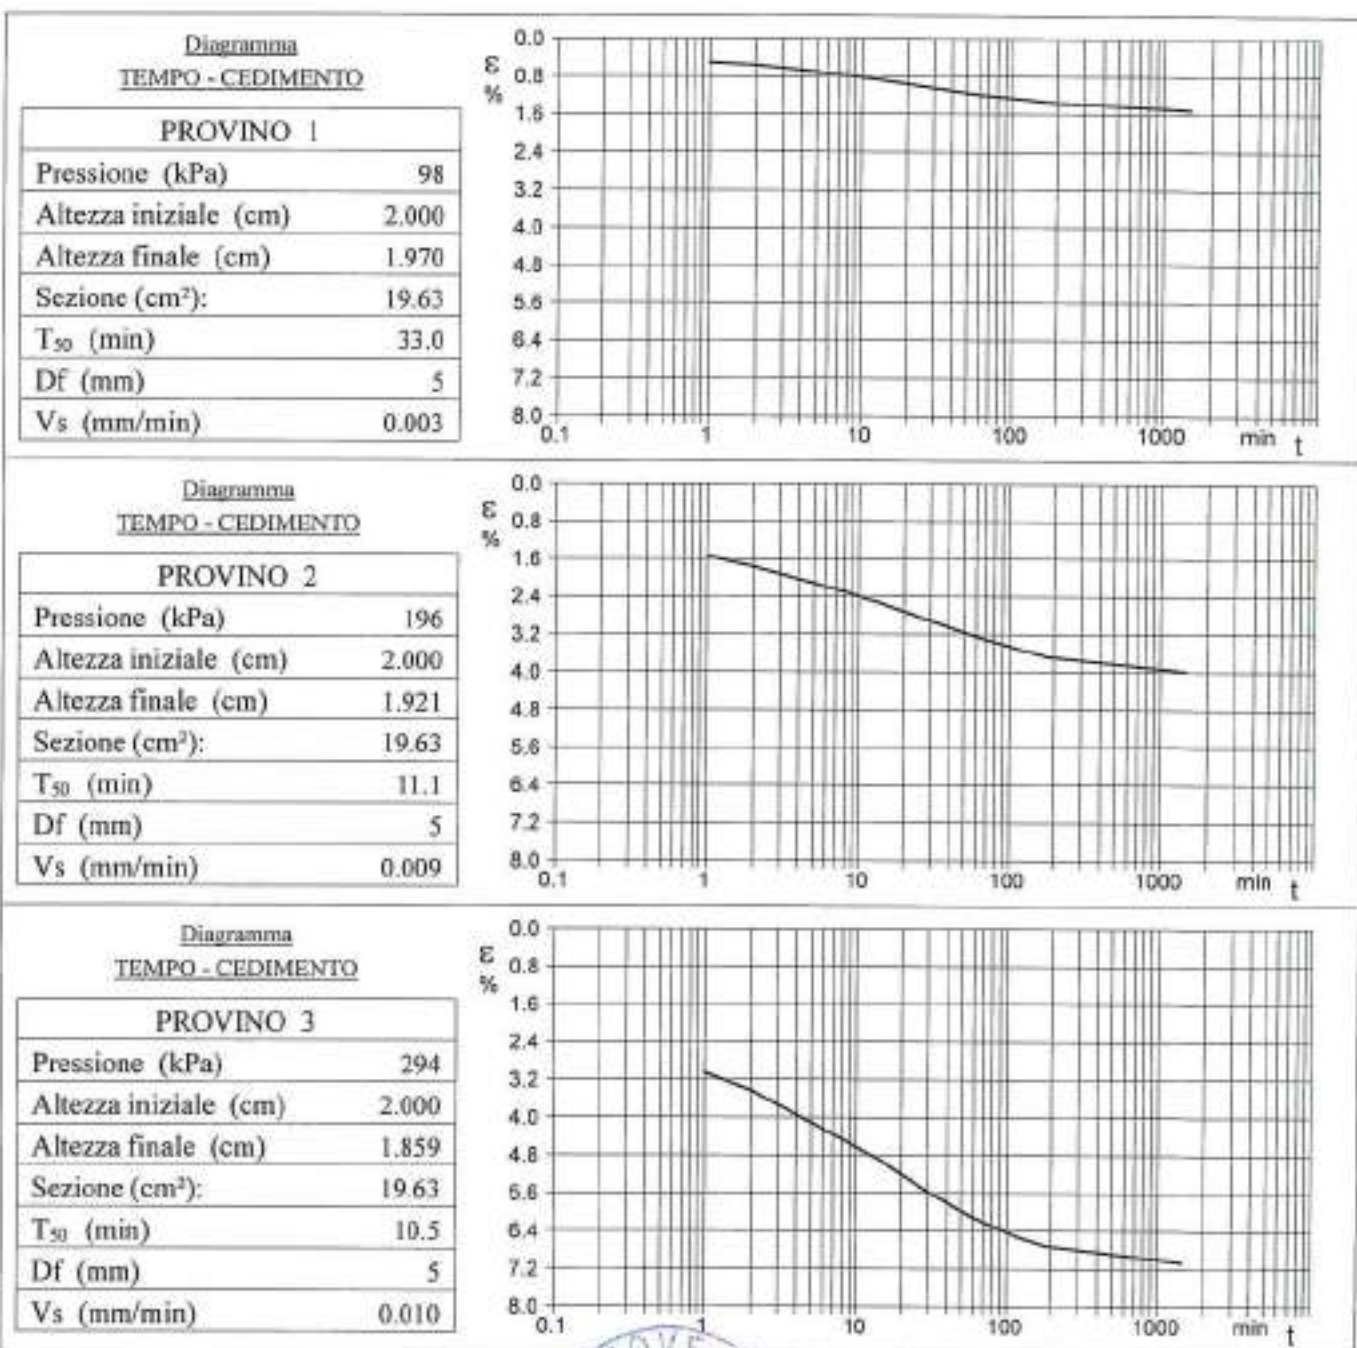 Diagramma
TEMPO - CEDIMENTO
PROVINO 1
Pressione (kPa) 98
Altezza iniziale (cm) 2.000
Altezza finale (cm) 1.970
Sezione (cm²): 19.63
T₅₀ (min) 33.0
Df (mm) 5
Vs (mm/min) 0.003
ε
%
0.0
0.8
1.6
2.4
3.2
4.0
4.8
5.6
6.4
7.2
8.0
0.1 1 10 100 1000 min t
Diagramma
TEMPO - CEDIMENTO
PROVINO 2
Pressione (kPa) 196
Altezza iniziale (cm) 2.000
Altezza finale (cm) 1.921
Sezione (cm²): 19.63
T₅₀ (min) 11.1
Df (mm) 5
Vs (mm/min) 0.009
ε
%
0.0
0.8
1.6
2.4
3.2
4.0
4.8
5.6
6.4
7.2
8.0
0.1 1 10 100 1000 min t
Diagramma
TEMPO - CEDIMENTO
PROVINO 3
Pressione (kPa) 294
Altezza iniziale (cm) 2.000
Altezza finale (cm) 1.859
Sezione (cm²): 19.63
T₅₀ (min) 10.5
Df (mm) 5
Vs (mm/min) 0.010
ε
%
0.0
0.8
1.6
2.4
3.2
4.0
4.8
5.6
6.4
7.2
8.0
0.1 1 10 100 1000 min t